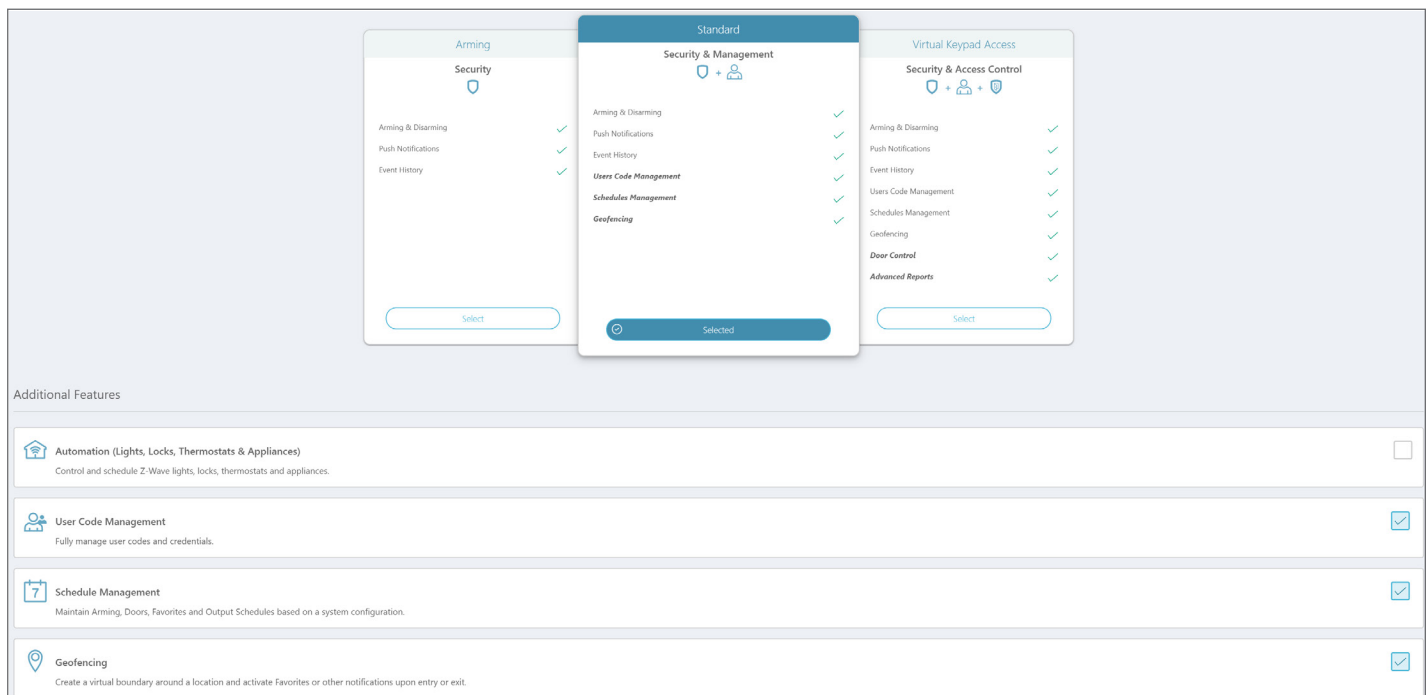 Arming
Security
Arming & Disarming
Push Notifications
Event History
Select
Standard
Security & Management
+
Arming & Disarming
Push Notifications
Event History
Users Code Management
Schedules Management
Geofencing
Selected
Virtual Keypad Access
Security & Access Control
+ +
Arming & Disarming
Push Notifications
Event History
Users Code Management
Schedules Management
Geofencing
Door Control
Advanced Reports
Select
Additional Features
Automation (Lights, Locks, Thermostats & Appliances)
Control and schedule Z-Wave lights, locks, thermostats and appliances.
User Code Management
Fully manage user codes and credentials.
7
Schedule Management
Maintain Arming, Doors, Favorites and Output Schedules based on a system configuration.
Geofencing
Create a virtual boundary around a location and activate Favorites or other notifications upon entry or exit.